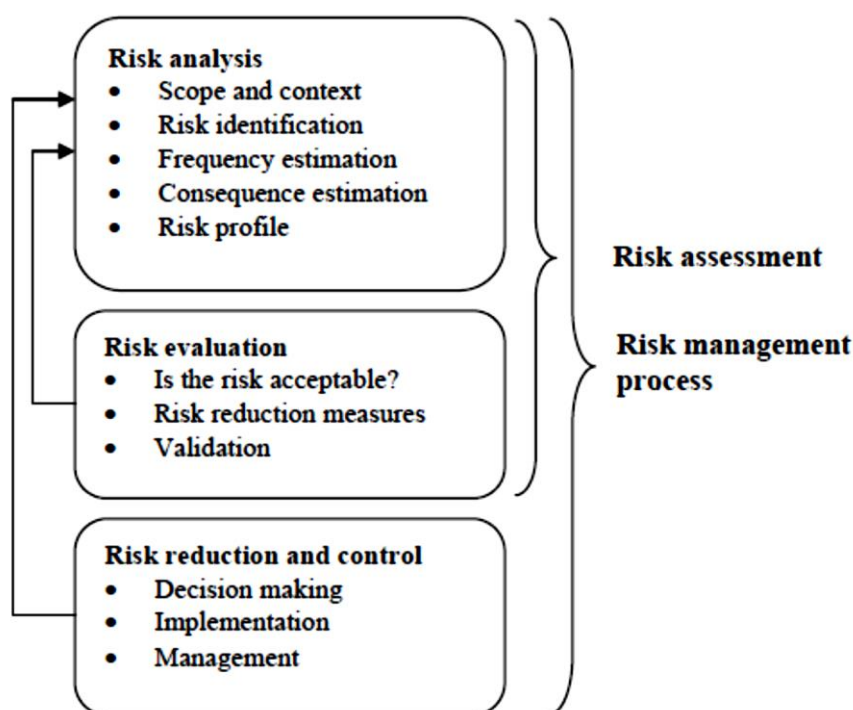 Risk analysis
• Scope and context
• Risk identification
• Frequency estimation
• Consequence estimation
• Risk profile
Risk evaluation
• Is the risk acceptable?
• Risk reduction measures
• Validation
Risk reduction and control
• Decision making
• Implementation
• Management
Risk assessment
Risk management
process